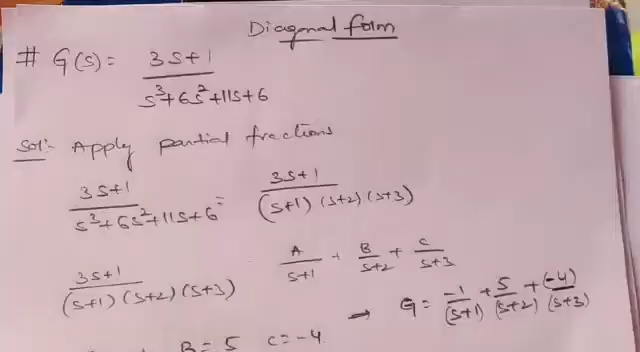 Diagonal form
# G(s) = 3s+1 / s³+6s²+11s+6
Sol:- Apply partial fractions
3s+1 / s³+6s²+11s+6 = 3s+1 / (s+1)(s+2)(s+3)
3s+1 / (s+1)(s+2)(s+3) A / s+1 + B / s+2 + C / s+3
→ G = -1 / (s+1) + 5 / (s+2) + (-4) / (s+3)
B = 5 C = -4